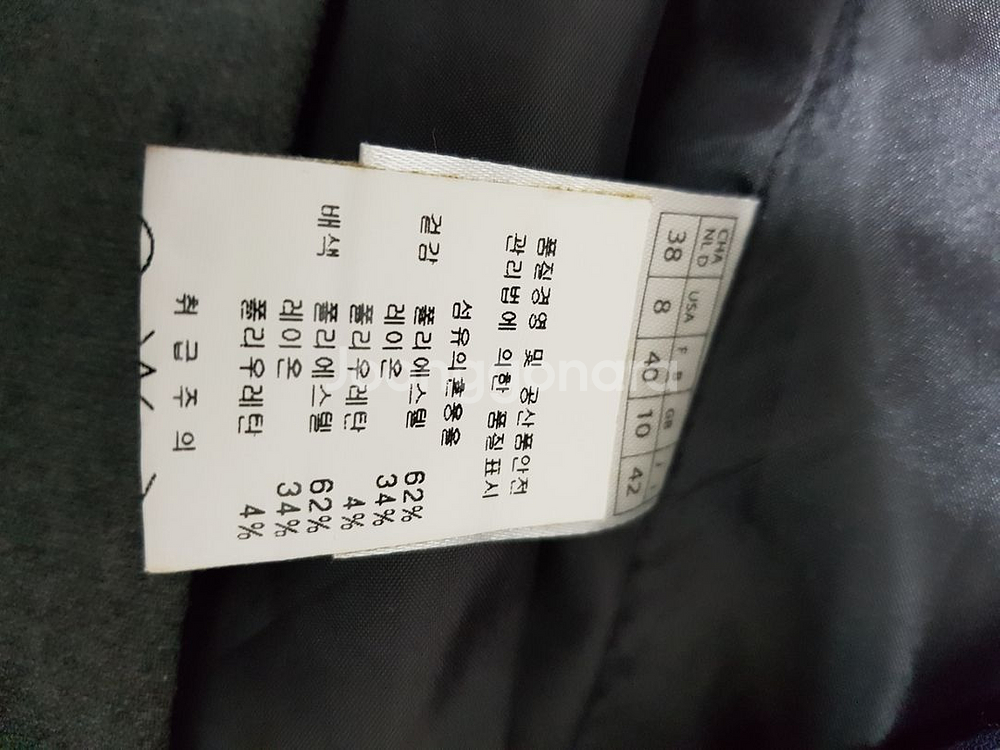 CHA NL D USA F B GB I
38 8 40 10 42
품질경영 및 공산품안전
관리법에 의한 품질표시
섬유의혼용율
겉감 폴리에스텔 62%
레이온 34%
폴리우레탄 4%
배색 폴리에스텔 62%
레이온 34%
폴리우레탄 4%
취급주의
Joonggonara